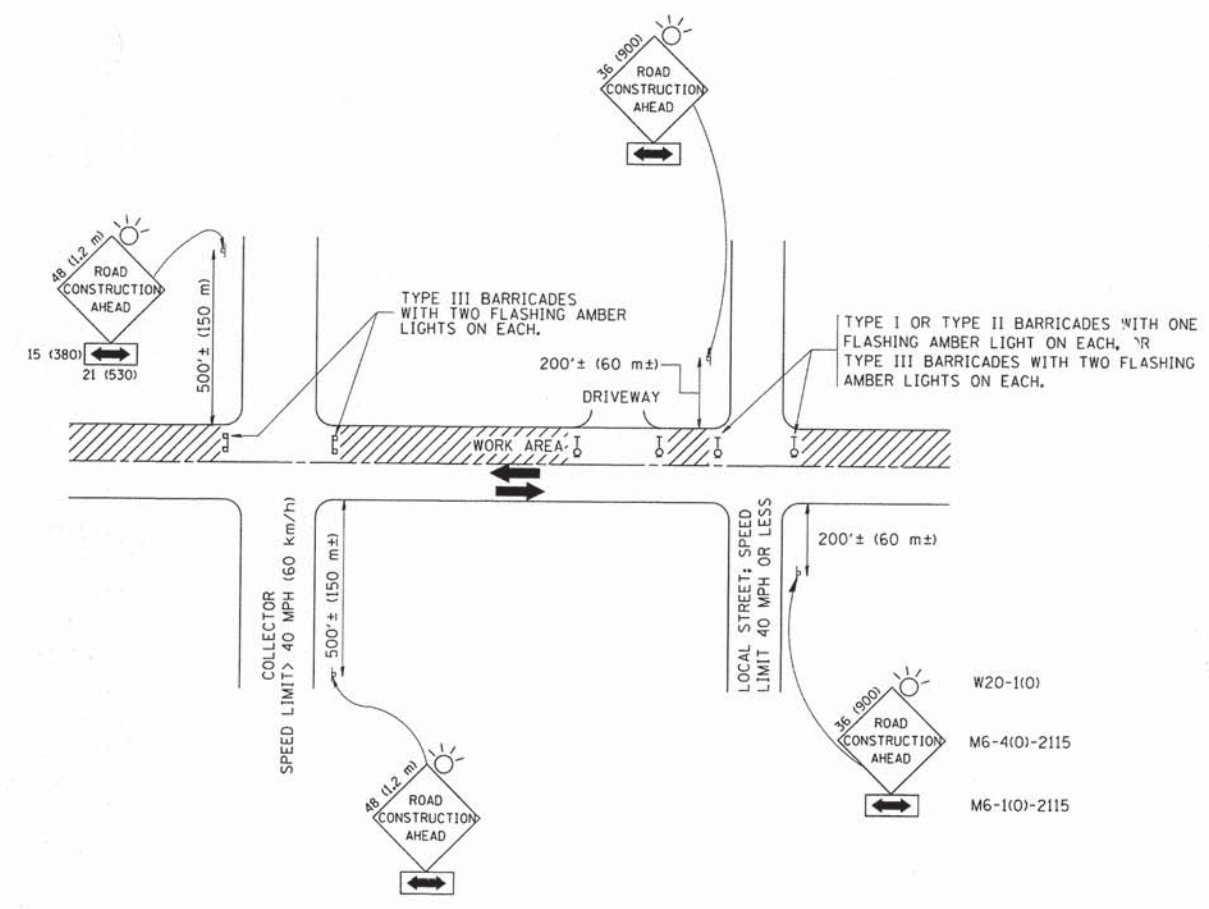 36 (900)
ROAD
CONSTRUCTION
AHEAD
48 (1.2 m)
ROAD
CONSTRUCTION
AHEAD
15 (380)
21 (530)
500'± (150 m)
TYPE III BARRICADES
WITH TWO FLASHING AMBER
LIGHTS ON EACH.
200'± (60 m±)
DRIVEWAY
TYPE I OR TYPE II BARRICADES WITH ONE
FLASHING AMBER LIGHT ON EACH. OR
TYPE III BARRICADES WITH TWO FLASHING
AMBER LIGHTS ON EACH.
WORK AREA
COLLECTOR
SPEED LIMIT> 40 MPH (60 km/h)
500'± (150 m±)
LOCAL STREET: SPEED
LIMIT 40 MPH OR LESS
200'± (60 m±)
48 (1.2 m)
ROAD
CONSTRUCTION
AHEAD
36 (900)
ROAD
CONSTRUCTION
AHEAD
W20-1(O)
M6-4(O)-2115
M6-1(O)-2115